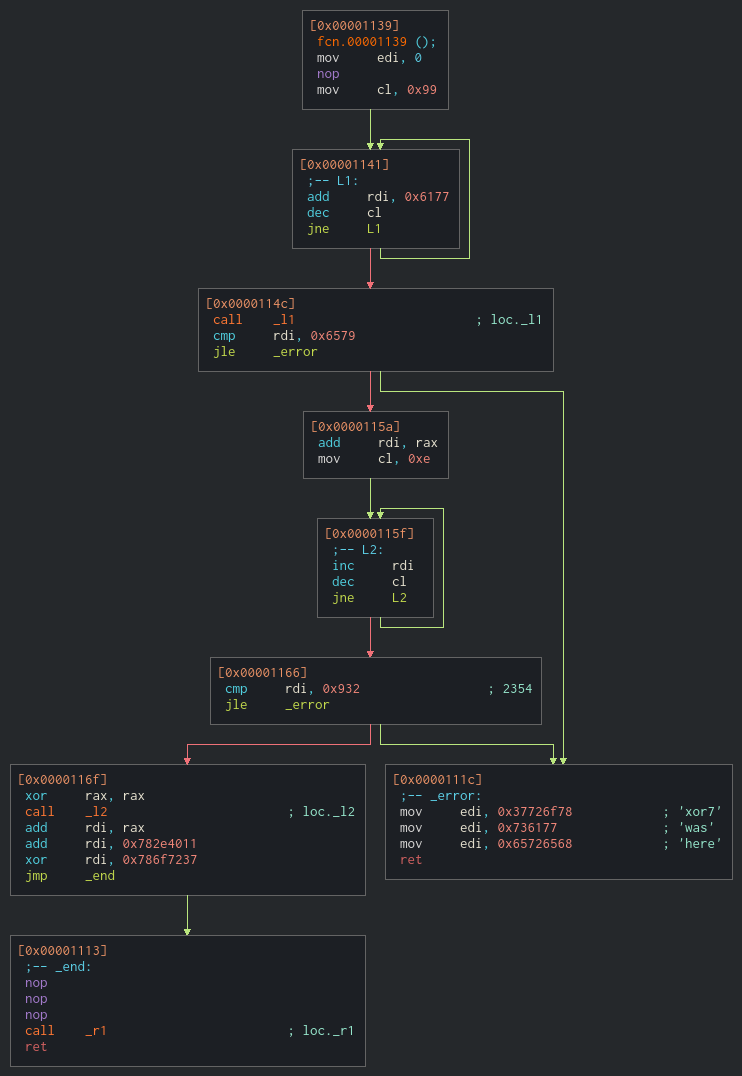 [0x00001139]
fcn.00001139 ();
mov edi, 0
nop
mov cl, 0x99
[0x00001141]
;-- L1:
add rdi, 0x6177
dec cl
jne L1
[0x0000114c]
call _l1 ; loc._l1
cmp rdi, 0x6579
jle _error
[0x0000115a]
add rdi, rax
mov cl, 0xe
[0x0000115f]
;-- L2:
inc rdi
dec cl
jne L2
[0x00001166]
cmp rdi, 0x932 ; 2354
jle _error
[0x0000116f]
xor rax, rax
call _l2 ; loc._l2
add rdi, rax
add rdi, 0x782e4011
xor rdi, 0x786f7237
jmp _end
[0x0000111c]
;-- _error:
mov edi, 0x37726f78 ; 'xor7'
mov edi, 0x736177 ; 'was'
mov edi, 0x65726568 ; 'here'
ret
[0x00001113]
;-- _end:
nop
nop
nop
call _r1 ; loc._r1
ret